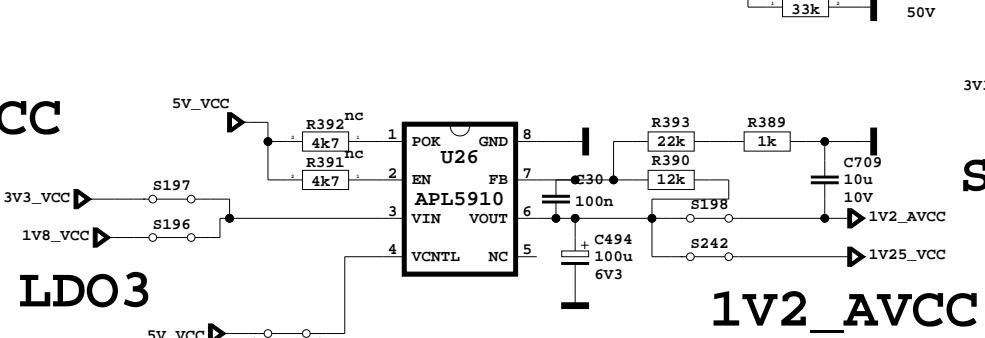 33k
50V
3V
CC
5V_VCC
R392 nc
4k7
R391 nc
4k7
1
2
3
4
POK
EN
VIN
VCNTL
U26
APL5910
GND
FB
VOUT
NC
8
7
6
5
R393
22k
R389
1k
R390
12k
C30
100n
C709
10u
10V
S
3V3_VCC
S197
1V8_VCC
S196
S198
1V2_AVCC
S242
1V25_VCC
C494
+
100u
6V3
LDO3
1V2_AVCC
5V_VCC